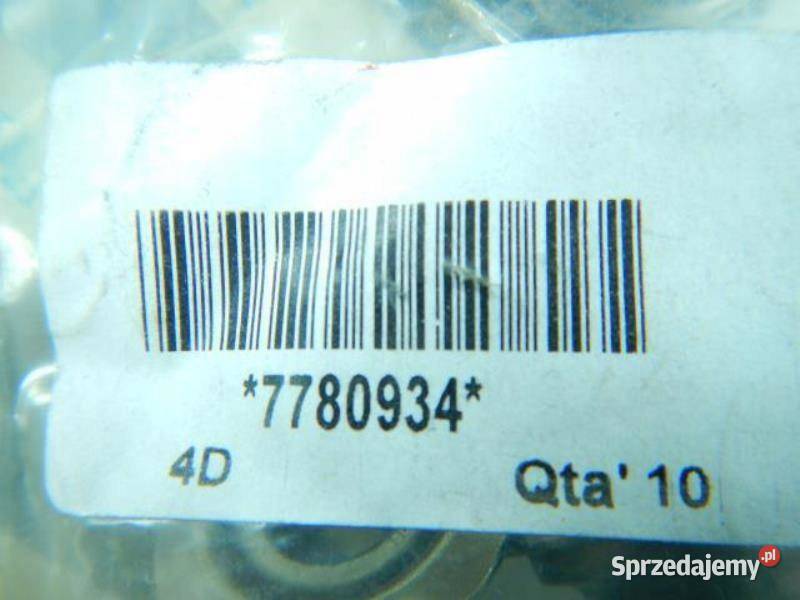 *7780934*
4D
Qta' 10
Sprzedajemy.pl